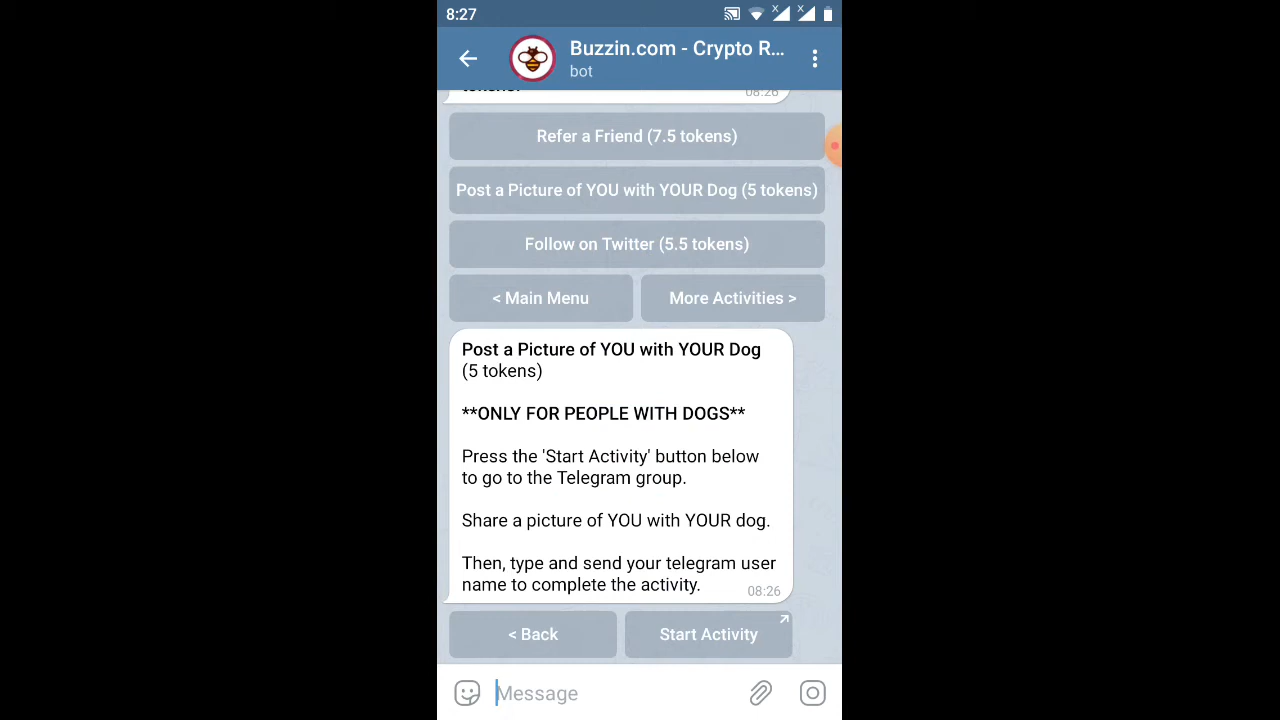 8:27
Buzzin.com - Crypto R...
bot
08:26
Refer a Friend (7.5 tokens)
Post a Picture of YOU with YOUR Dog (5 tokens)
Follow on Twitter (5.5 tokens)
< Main Menu
More Activities >
Post a Picture of YOU with YOUR Dog
(5 tokens)
**ONLY FOR PEOPLE WITH DOGS**
Press the 'Start Activity' button below
to go to the Telegram group.
Share a picture of YOU with YOUR dog.
Then, type and send your telegram user
name to complete the activity.
08:26
< Back
Start Activity
Message